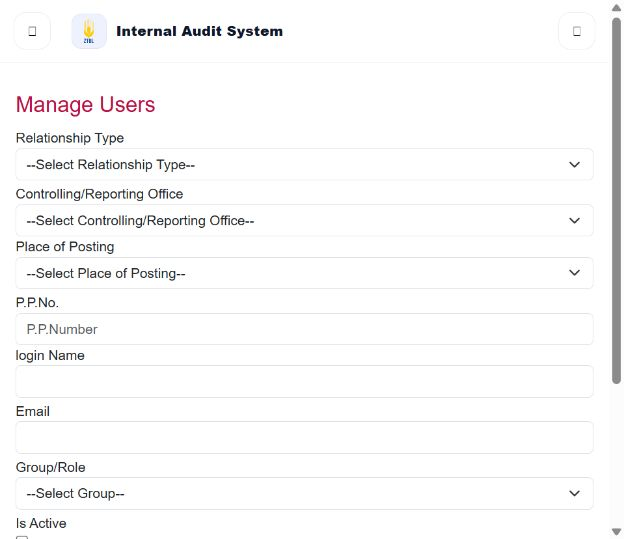 ZTBL
Internal Audit System
Manage Users
Relationship Type
--Select Relationship Type--
Controlling/Reporting Office
--Select Controlling/Reporting Office--
Place of Posting
--Select Place of Posting--
P.P.No.
P.P.Number
login Name
Email
Group/Role
--Select Group--
Is Active